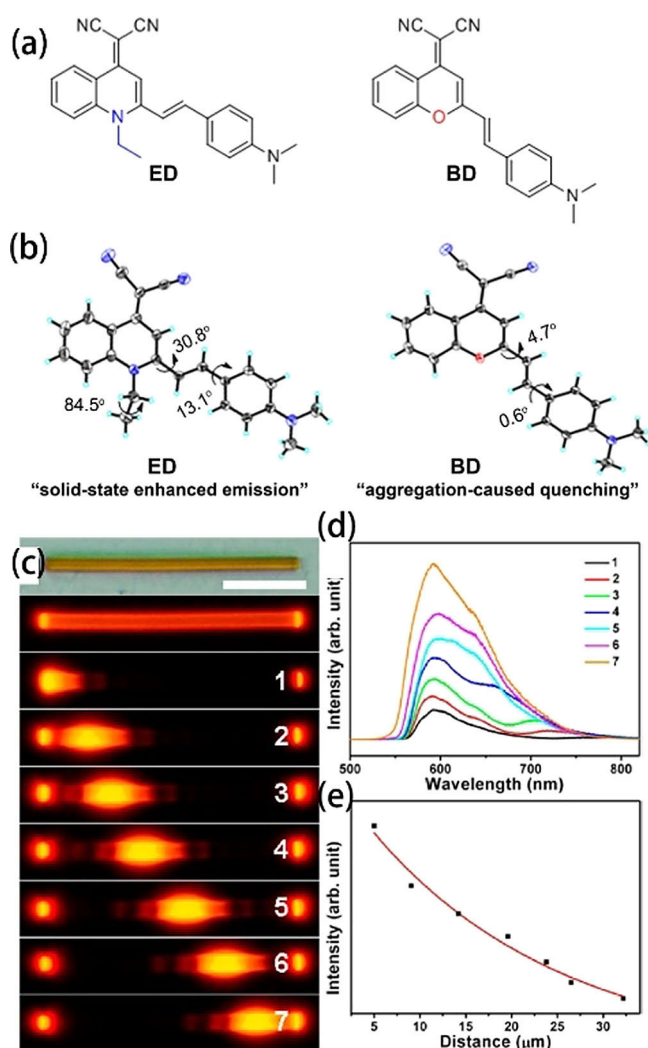 (a)
NC CN
N
N
ED
NC CN
O
N
BD
(b)
30.8°
13.1°
84.5°
ED
"solid-state enhanced emission"
4.7°
0.6°
BD
"aggregation-caused quenching"
(c)
1
2
3
4
5
6
7
(d)
Intensity (arb. unit)
1
2
3
4
5
6
7
500 600 700 800
Wavelength (nm)
(e)
Intensity (arb. unit)
5 10 15 20 25 30
Distance (μm)